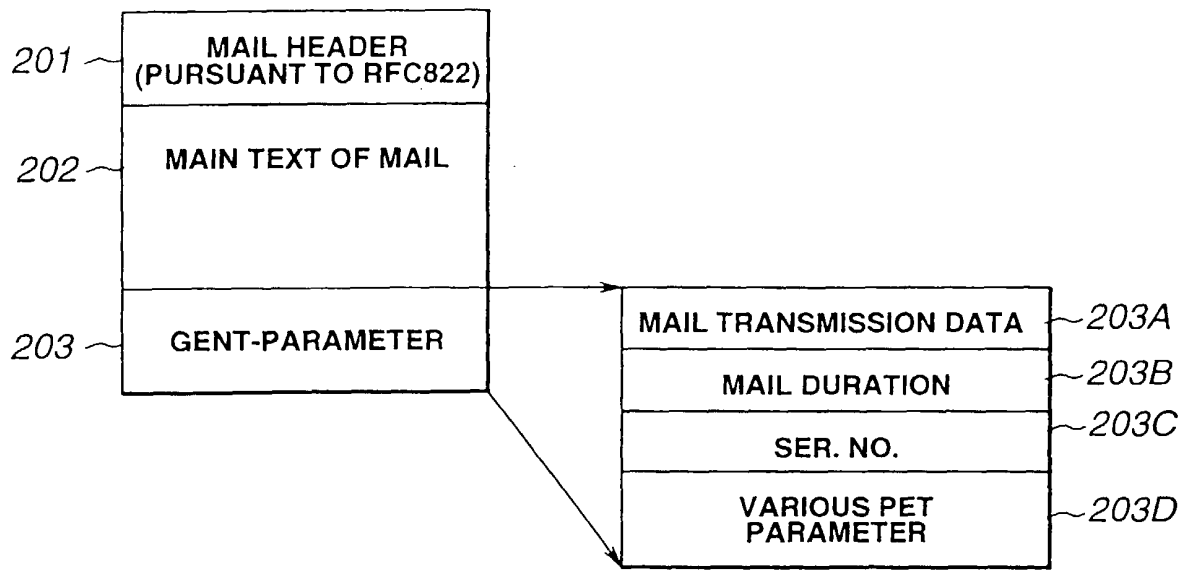 201
MAIL HEADER
(PURSUANT TO RFC822)
202
MAIN TEXT OF MAIL
203
GENT-PARAMETER
MAIL TRANSMISSION DATA
203A
MAIL DURATION
203B
SER. NO.
203C
VARIOUS PET
PARAMETER
203D